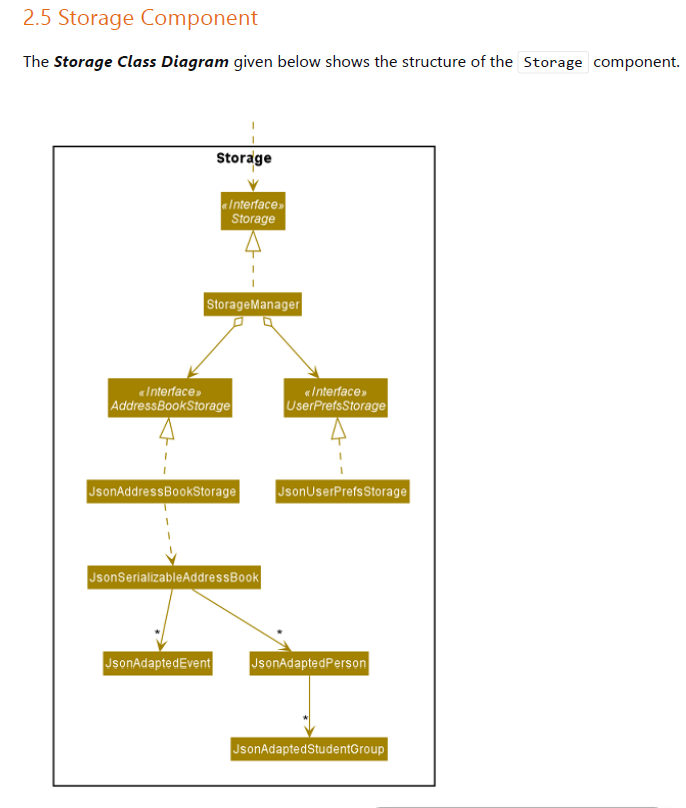 2.5 Storage Component
The Storage Class Diagram given below shows the structure of the Storage component.
Storage
«Interface»
Storage
StorageManager
«Interface»
AddressBookStorage
«Interface»
UserPrefsStorage
JsonAddressBookStorage
JsonUserPrefsStorage
JsonSerializableAddressBook
*
*
JsonAdaptedEvent
JsonAdaptedPerson
*
JsonAdaptedStudentGroup